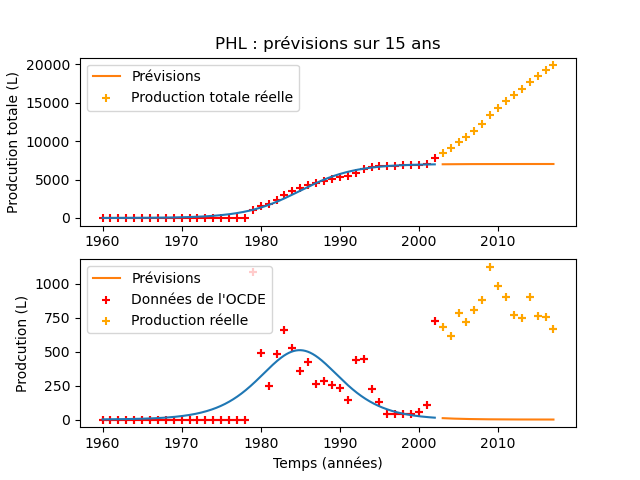 PHL : prévisions sur 15 ans
Prodcution totale (L)
20000
15000
10000
5000
0
Prévisions
Production totale réelle
1960 1970 1980 1990 2000 2010
Prodcution (L)
1000
750
500
250
0
Prévisions
Données de l'OCDE
Production réelle
1960 1970 1980 1990 2000 2010
Temps (années)